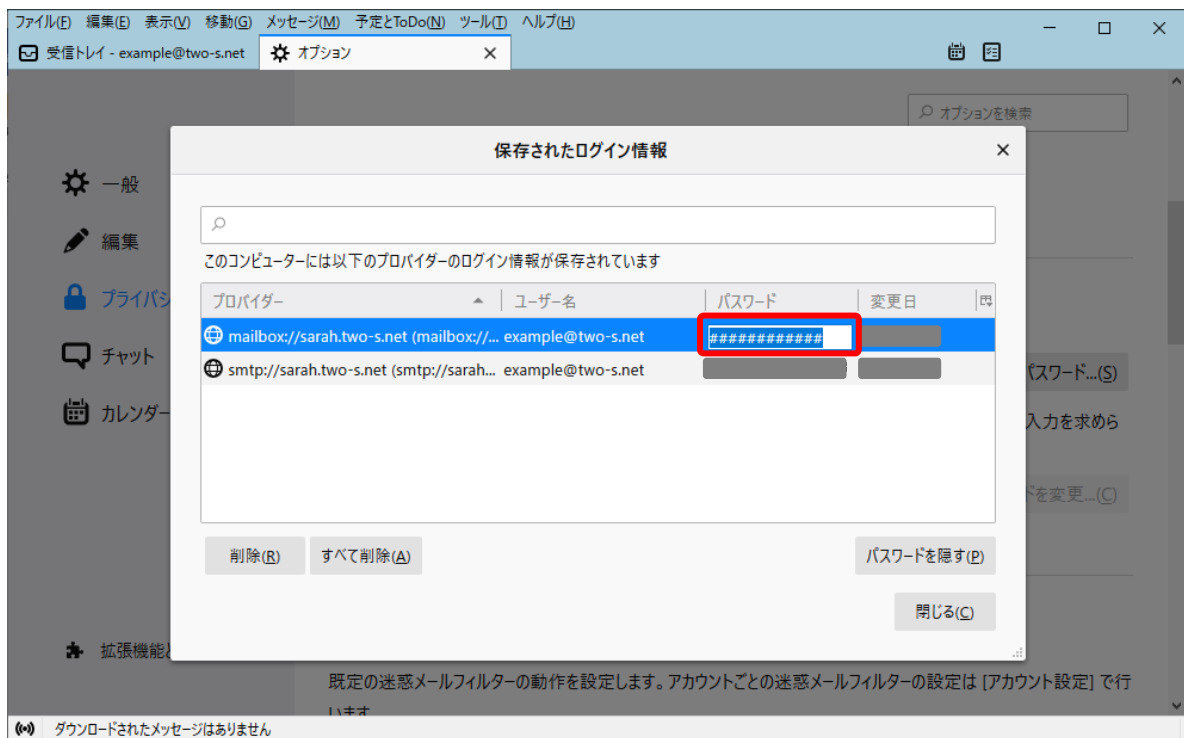 ファイル(F) 編集(E) 表示(V) 移動(G) メッセージ(M) 予定とToDo(N) ツール(T) ヘルプ(H)
受信トレイ - example@two-s.net オプション
オプションを検索
保存されたログイン情報
一般
編集
このコンピューターには以下のプロバイダーのログイン情報が保存されています
プライバシ
プロバイダー ユーザー名 パスワード 変更日
mailbox://sarah.two-s.net (mailbox://... example@two-s.net ############
チャット
smtp://sarah.two-s.net (smtp://sarah... example@two-s.net
パスワード...(S)
カレンダー
入力を求めら
ドを変更...(C)
削除(R) すべて削除(A) パスワードを隠す(P)
閉じる(C)
拡張機能と
既定の迷惑メールフィルターの動作を設定します。アカウントごとの迷惑メールフィルターの設定は [アカウント設定] で行
います
ダウンロードされたメッセージはありません